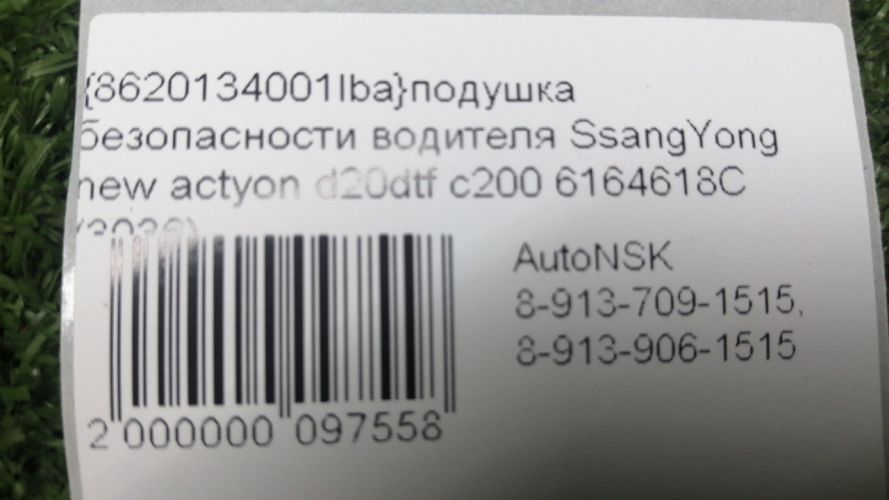 {8620134001lba}подушка
безопасности водителя SsangYong
new actyon d20dtf c200 6164618C
AutoNSK
8-913-709-1515,
8-913-906-1515
2 000000 097558